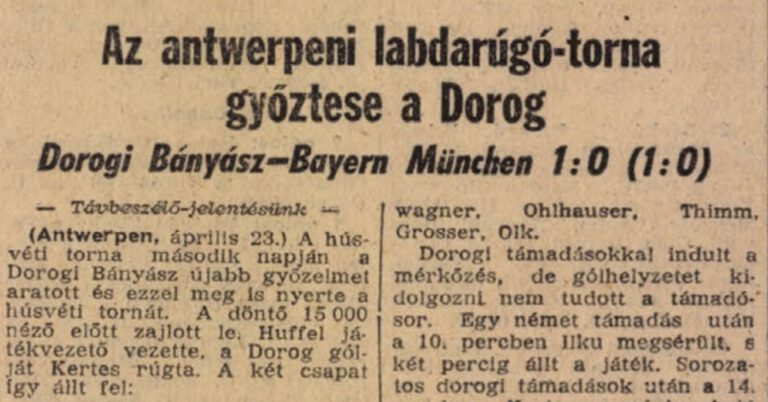 Az antwerpeni labdarúgó-torna
győztese a Dorog
Dorogi Bányász—Bayern München 1:0 (1:0)
— Távbeszélő-jelentésünk —
(Antwerpen, április 23.) A hús-
véti torna második napján a
Dorogi Bányász újabb győzelmet
aratott és ezzel meg is nyerte a
húsvéti tornát. A döntő 15 000
néző előtt zajlott le. Huffel já-
tékvezető vezette, a Dorog gól-
ját Kertes rúgta. A két csapat
így állt fel:
wagner, Ohlhauser, Thimm,
Grosser, Olk.
Dorogi támadásokkal indult a
mérkőzés, de gólhelyzetet ki-
dolgozni nem tudott a támadó-
sor. Egy német támadás után
a 10. percben Ilku megsérült, s
két percig állt a játék. Soroza-
tos dorogi támadások után a 14.